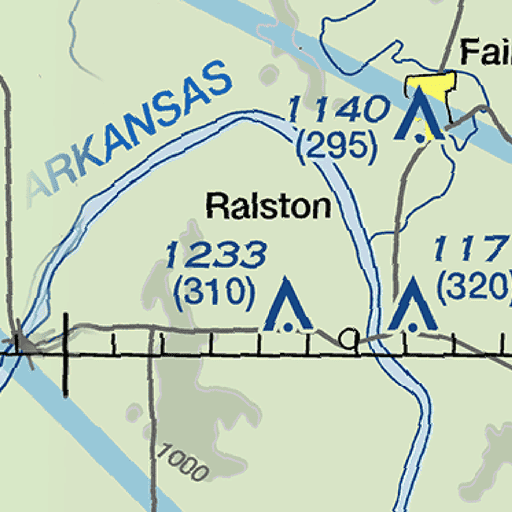 Fai
ARKANSAS
1140
(295)
Ralston
1233
(310)
117
(320)
1000